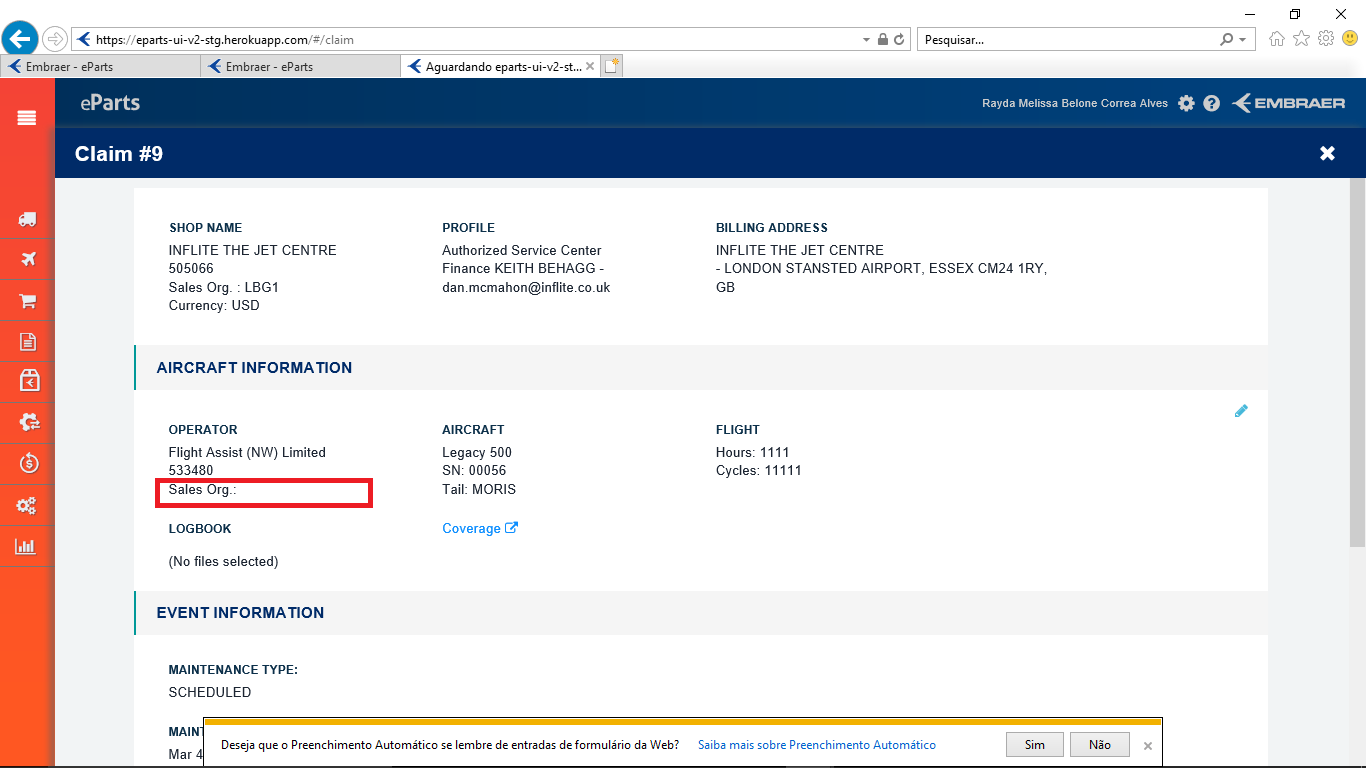 https://eparts-ui-v2-stg.herokuapp.com/#/claim
Pesquisar...
Embraer - eParts
Embraer - eParts
Aguardando eparts-ui-v2-st...
eParts
Rayda Melissa Belone Correa Alves
EMBRAER
Claim #9
SHOP NAME
INFLITE THE JET CENTRE
505066
Sales Org. : LBG1
Currency: USD
PROFILE
Authorized Service Center
Finance KEITH BEHAGG -
dan.mcmahon@inflite.co.uk
BILLING ADDRESS
INFLITE THE JET CENTRE
- LONDON STANSTED AIRPORT, ESSEX CM24 1RY,
GB
AIRCRAFT INFORMATION
OPERATOR
Flight Assist (NW) Limited
533480
Sales Org.:
AIRCRAFT
Legacy 500
SN: 00056
Tail: MORIS
FLIGHT
Hours: 1111
Cycles: 11111
LOGBOOK
(No files selected)
Coverage
EVENT INFORMATION
MAINTENANCE TYPE:
SCHEDULED
MAINT
Mar 4
Deseja que o Preenchimento Automático se lembre de entradas de formulário da Web?
Saiba mais sobre Preenchimento Automático
Sim
Não